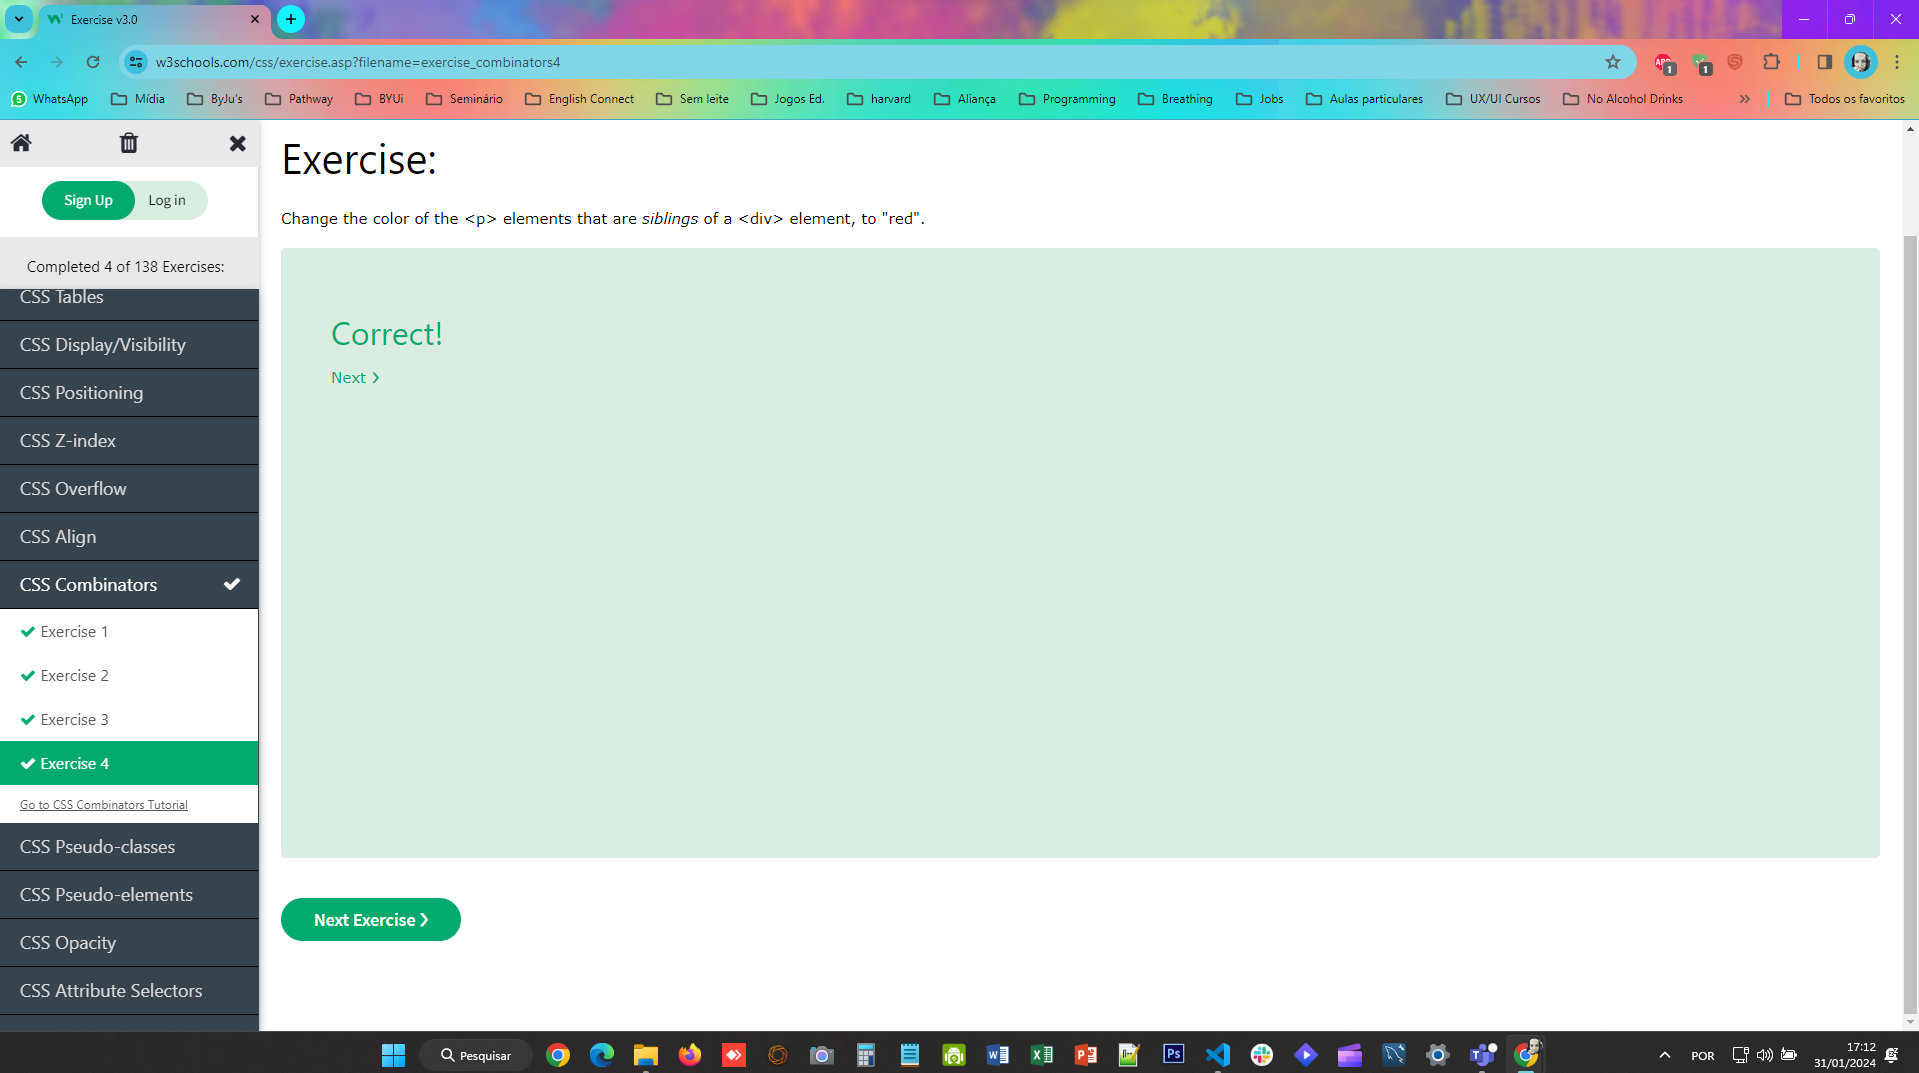 Exercise v3.0
w3schools.com/css/exercise.asp?filename=exercise_combinators4
WhatsApp Mídia ByJu's Pathway BYUi Seminário English Connect Sem leite Jogos Ed. harvard Aliança Programming Breathing Jobs Aulas particulares UX/UI Cursos No Alcohol Drinks Todos os favoritos
Sign Up Log in
Completed 4 of 138 Exercises:
CSS Tables
CSS Display/Visibility
CSS Positioning
CSS Z-index
CSS Overflow
CSS Align
CSS Combinators
Exercise 1
Exercise 2
Exercise 3
Exercise 4
Go to CSS Combinators Tutorial
CSS Pseudo-classes
CSS Pseudo-elements
CSS Opacity
CSS Attribute Selectors
Exercise:
Change the color of the <p> elements that are siblings of a <div> element, to "red".
Correct!
Next ❯
Next Exercise ❯
Pesquisar
POR
17:12
31/01/2024